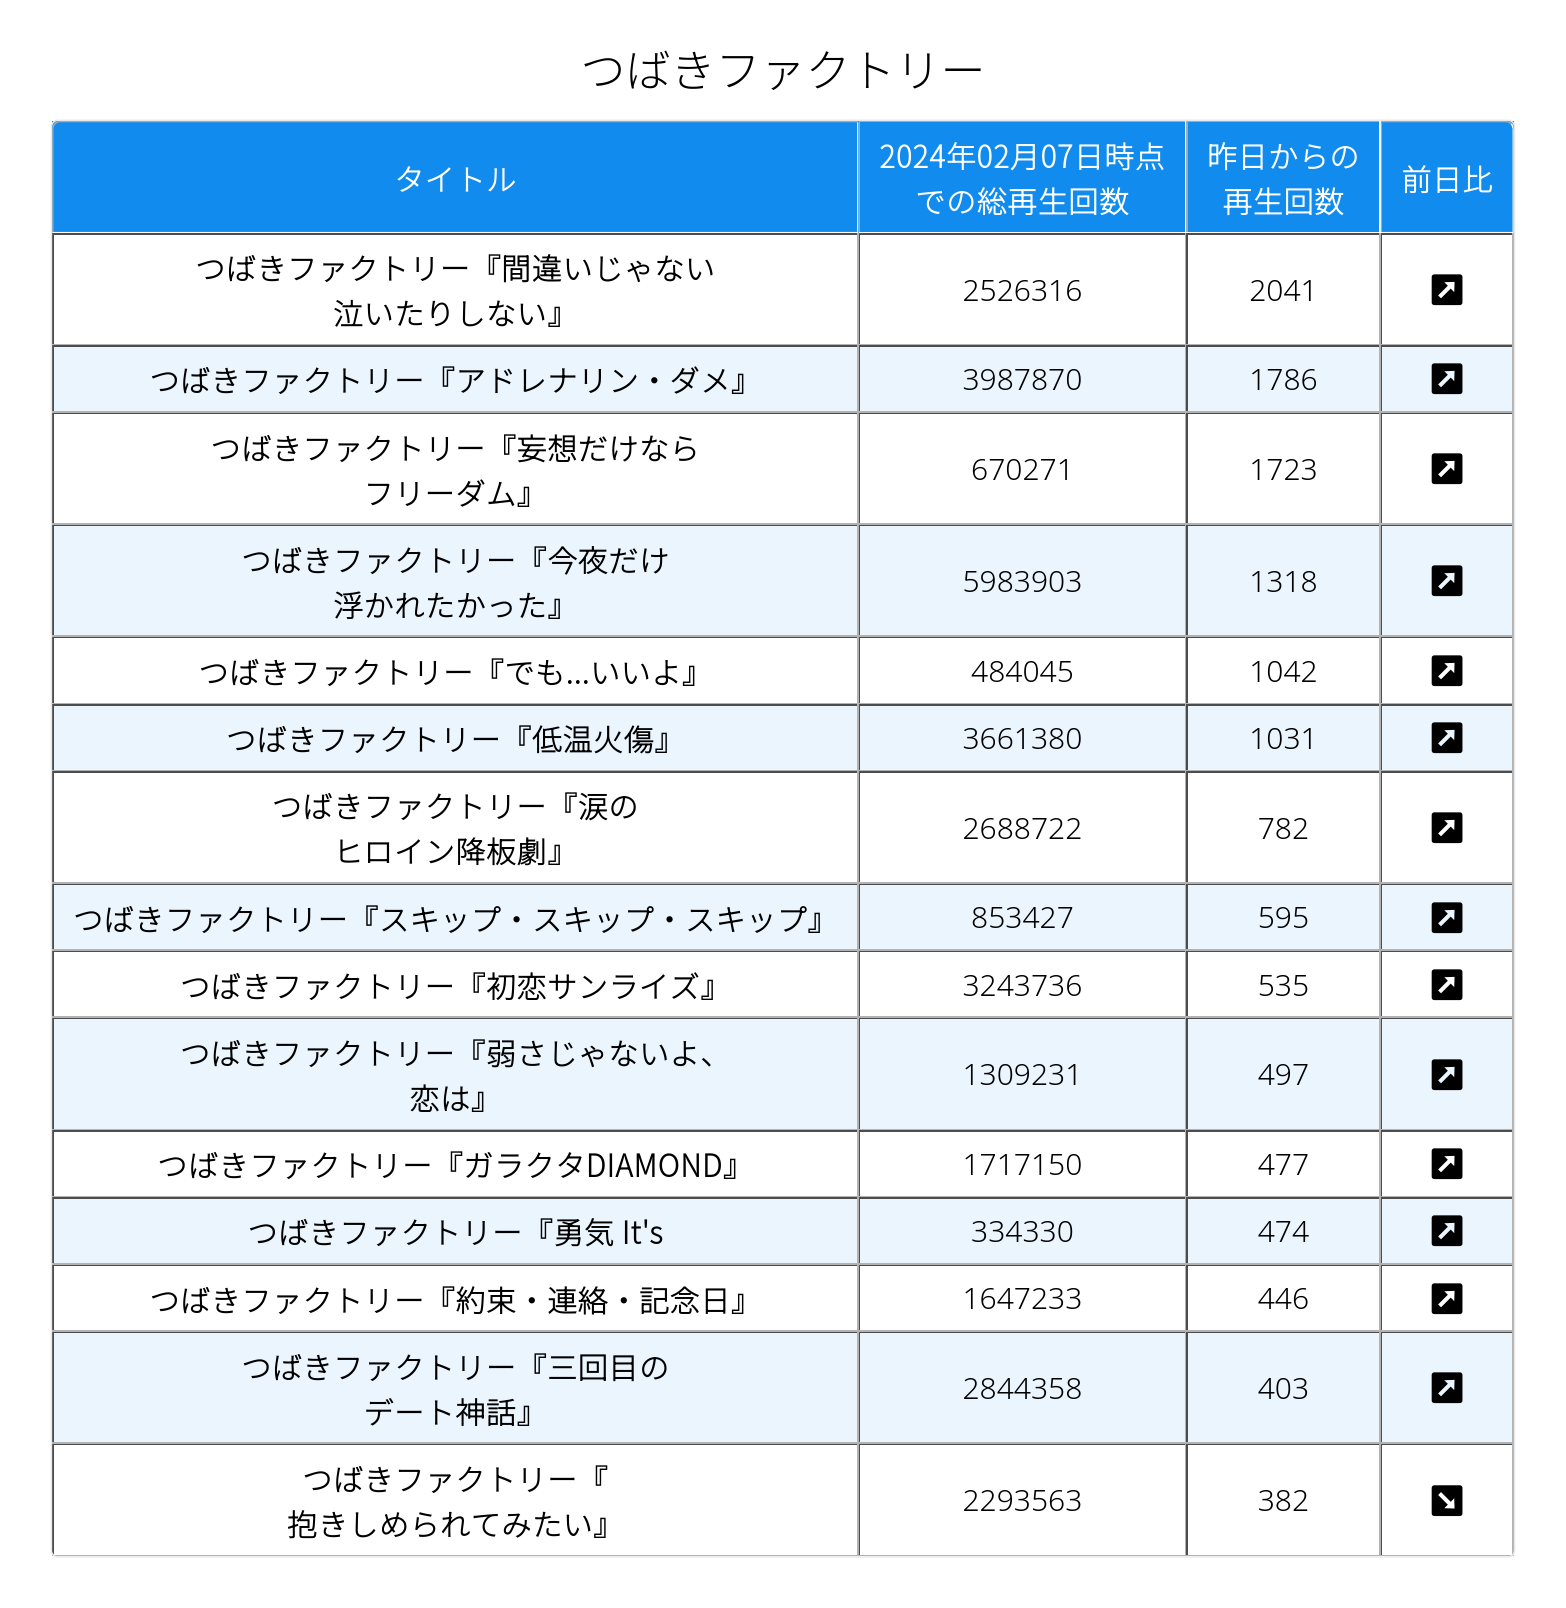 つばきファクトリー
タイトル
2024年02月07日時点
での総再生回数
昨日からの
再生回数
前日比
つばきファクトリー『間違いじゃない
泣いたりしない』
2526316
2041
つばきファクトリー『アドレナリン・ダメ』
3987870
1786
つばきファクトリー『妄想だけなら
フリーダム』
670271
1723
つばきファクトリー『今夜だけ
浮かれたかった』
5983903
1318
つばきファクトリー『でも...いいよ』
484045
1042
つばきファクトリー『低温火傷』
3661380
1031
つばきファクトリー『涙の
ヒロイン降板劇』
2688722
782
つばきファクトリー『スキップ・スキップ・スキップ』
853427
595
つばきファクトリー『初恋サンライズ』
3243736
535
つばきファクトリー『弱さじゃないよ、
恋は』
1309231
497
つばきファクトリー『ガラクタDIAMOND』
1717150
477
つばきファクトリー『勇気 It's
334330
474
つばきファクトリー『約束・連絡・記念日』
1647233
446
つばきファクトリー『三回目の
デート神話』
2844358
403
つばきファクトリー『
抱きしめられてみたい』
2293563
382